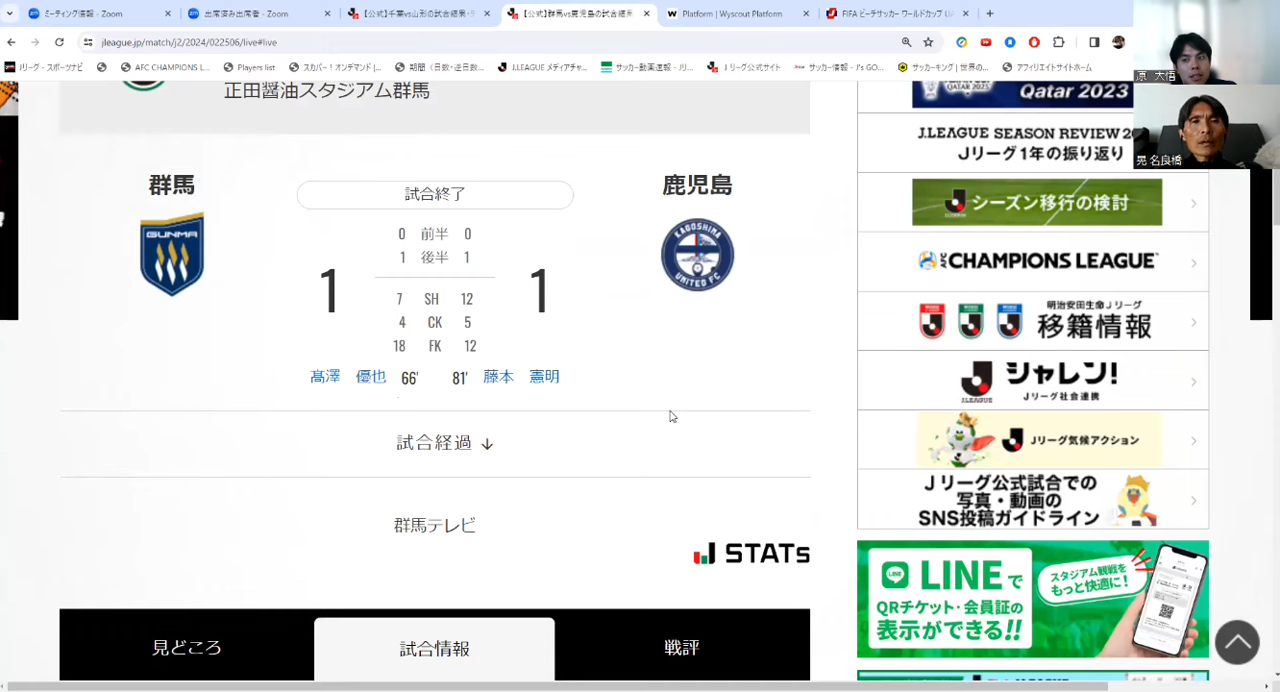 ミーティング情報 - Zoom
出席済み出席者 - Zoom
【公式】千葉vs山形の試合結果・
【公式】群馬vs鹿児島の試合結果
Platform | Wyscout Platform
FIFA ビーチサッカー ワールドカップ UA
jleague.jp/match/j2/2024/022506/live#live
Jリーグ - スポーツナビ
AFC CHAMPIONS L...
Players list
スカパー！オンデマンド |...
期間（日数・逆日数
J.LEAGUE メディアチャ...
サッカー動画速報 - Jリ...
Jリーグ公式サイト
サッカー情報 - J's GO...
サッカーキング | 世界の...
アフィリエイトサイトホーム
正田醤油スタジアム群馬
群馬
試合終了
鹿児島
GUNMA
KAGOSHIMA
UNITED FC
0 前半 0
1 後半 1
1
1
7 SH 12
4 CK 5
18 FK 12
髙澤 優也 66'
81' 藤本 憲明
試合経過 ↓
群馬テレビ
J STATs
見どころ
試合情報
戦評
原 大悟
晃 名良橋
Qatar 2023
J.LEAGUE SEASON REVIEW 20
Jリーグ1年の振り返り
シーズン移行の検討
AFC CHAMPIONS LEAGUE
明治安田生命Jリーグ
移籍情報
J.LEAGUE
シャレン!
Jリーグ社会連携
Jリーグ気候アクション
Jリーグ公式試合での
写真・動画の
SNS投稿ガイドライン
LINE
LINEで
QRチケット・会員証の
表示ができる!!
スタジアム観戦を
もっと快適に!